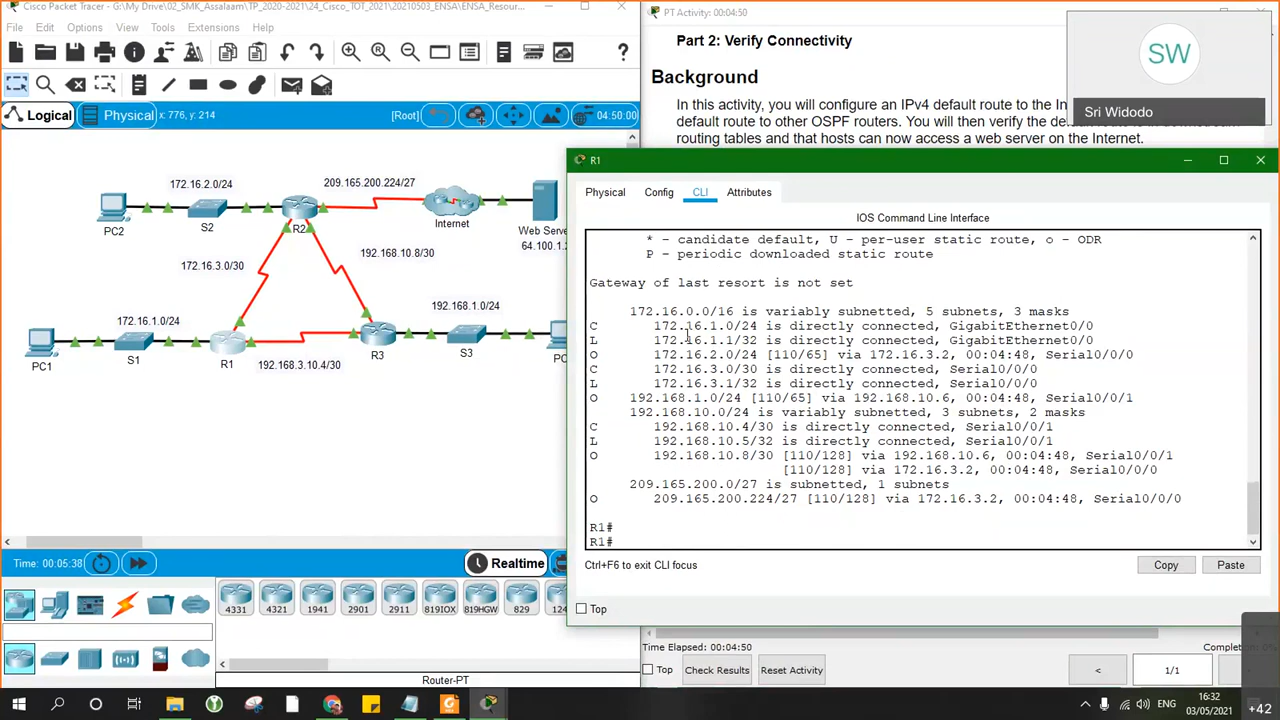 Cisco Packet Tracer - G:\My Drive\02_SMK_Assalaam\TP_2020-2021\24_Cisco_TOT_2021\20210503_ENSA\ENSA_Resour...
File Edit Options View Tools Extensions Help
Logical
Physical
x: 776, y: 214
[Root]
04:50:00
172.16.2.0/24
209.165.200.224/27
PC2
S2
R2
Internet
Web Serve
64.100.1.
172.16.3.0/30
192.168.10.8/30
172.16.1.0/24
192.168.1.0/24
PC1
S1
R1
R3
S3
PC
192.168.3.10.4/30
Time: 00:05:38
Realtime
4331 4321 1941 2901 2911 819IOX 819HGW 829 124
Router-PT
PT Activity: 00:04:50
Part 2: Verify Connectivity
Background
In this activity, you will configure an IPv4 default route to the In
default route to other OSPF routers. You will then verify the de
routing tables and that hosts can now access a web server on the Internet.
SW
Sri Widodo
R1
Physical Config CLI Attributes
IOS Command Line Interface
* - candidate default, U - per-user static route, o - ODR
P - periodic downloaded static route
Gateway of last resort is not set
172.16.0.0/16 is variably subnetted, 5 subnets, 3 masks
C 172.16.1.0/24 is directly connected, GigabitEthernet0/0
L 172.16.1.1/32 is directly connected, GigabitEthernet0/0
O 172.16.2.0/24 [110/65] via 172.16.3.2, 00:04:48, Serial0/0/0
C 172.16.3.0/30 is directly connected, Serial0/0/0
L 172.16.3.1/32 is directly connected, Serial0/0/0
O 192.168.1.0/24 [110/65] via 192.168.10.6, 00:04:48, Serial0/0/1
192.168.10.0/24 is variably subnetted, 3 subnets, 2 masks
C 192.168.10.4/30 is directly connected, Serial0/0/1
L 192.168.10.5/32 is directly connected, Serial0/0/1
O 192.168.10.8/30 [110/128] via 192.168.10.6, 00:04:48, Serial0/0/1
[110/128] via 172.16.3.2, 00:04:48, Serial0/0/0
209.165.200.0/27 is subnetted, 1 subnets
O 209.165.200.224/27 [110/128] via 172.16.3.2, 00:04:48, Serial0/0/0
R1#
R1#
Ctrl+F6 to exit CLI focus
Copy
Paste
Top
Time Elapsed: 00:04:50
Completion: 0%
Top
Check Results
Reset Activity
<
1/1
ENG
16:32
03/05/2021
+42